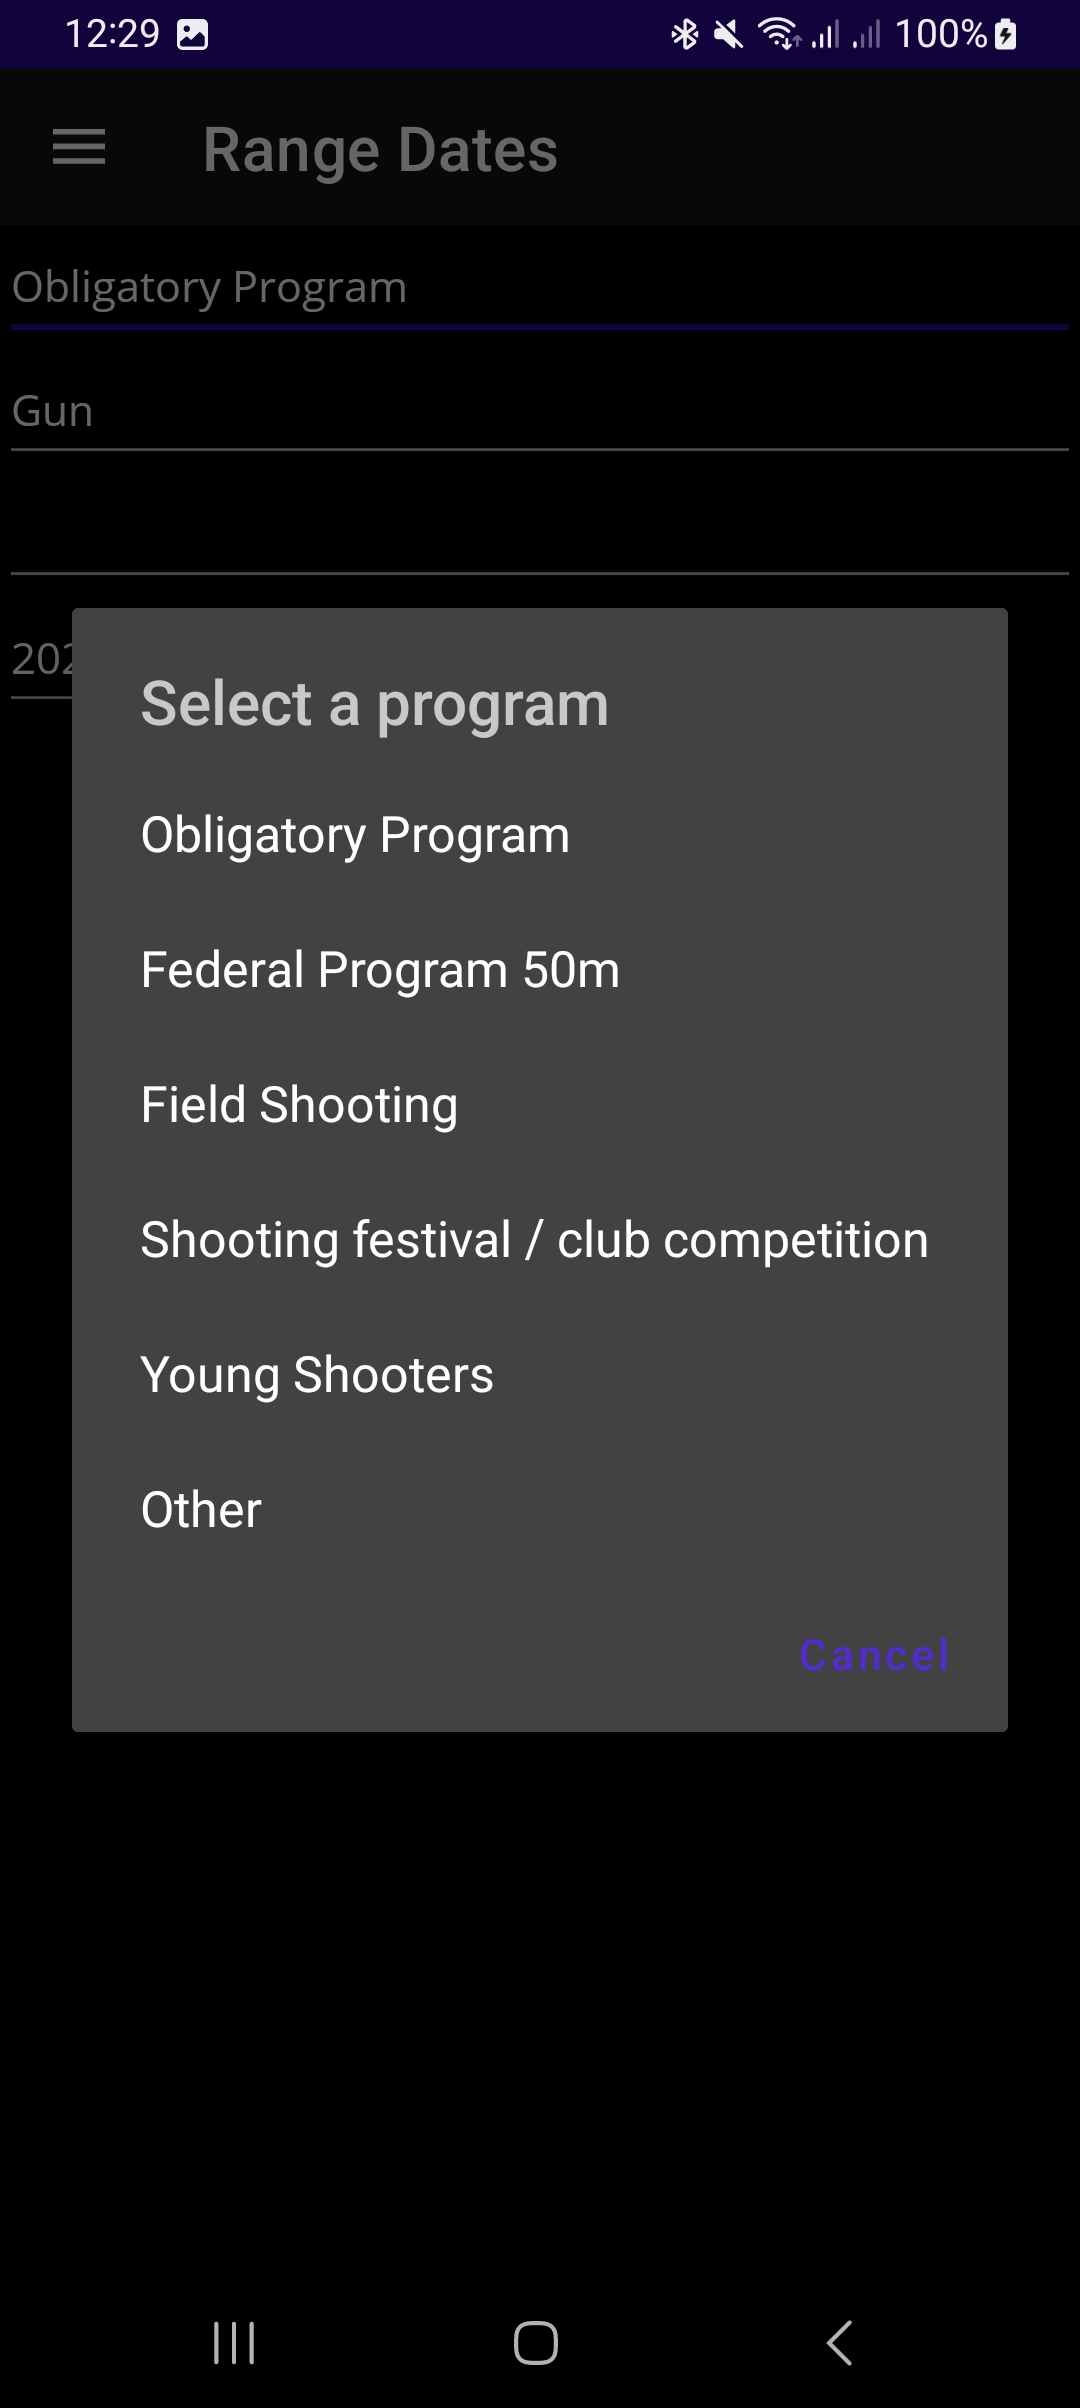 12:29 100%
Range Dates
Obligatory Program
Gun
202
Select a program
Obligatory Program
Federal Program 50m
Field Shooting
Shooting festival / club competition
Young Shooters
Other
Cancel